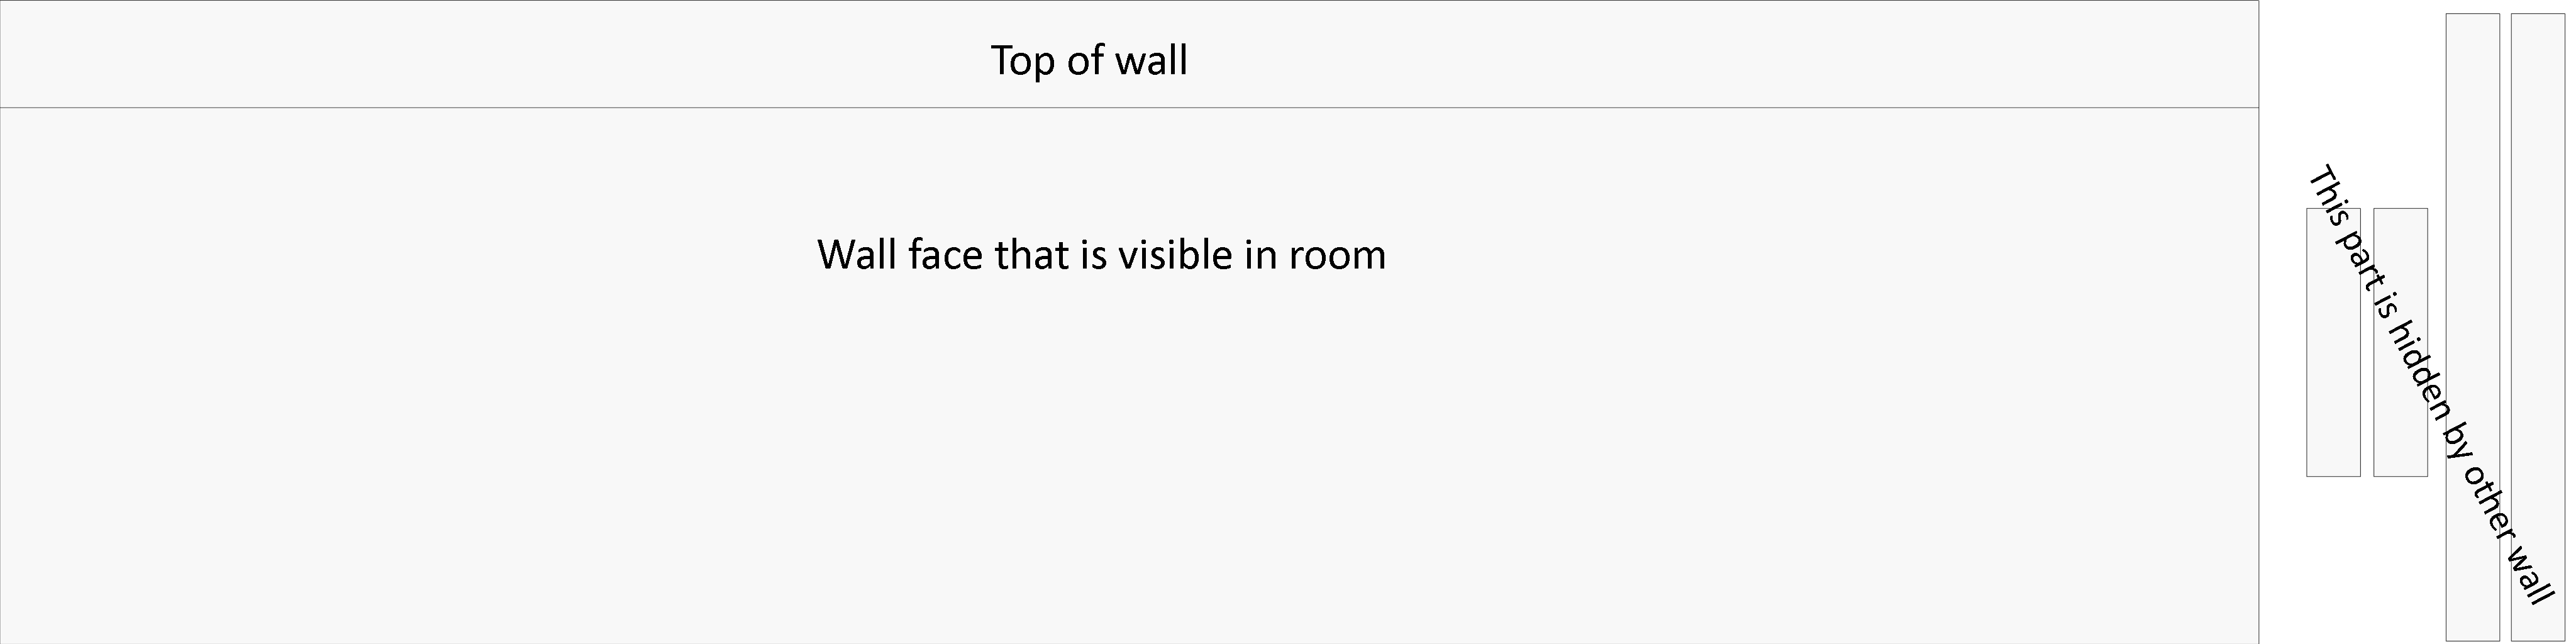 Top of wall
Wall face that is visible in room
This part is hidden by other wall